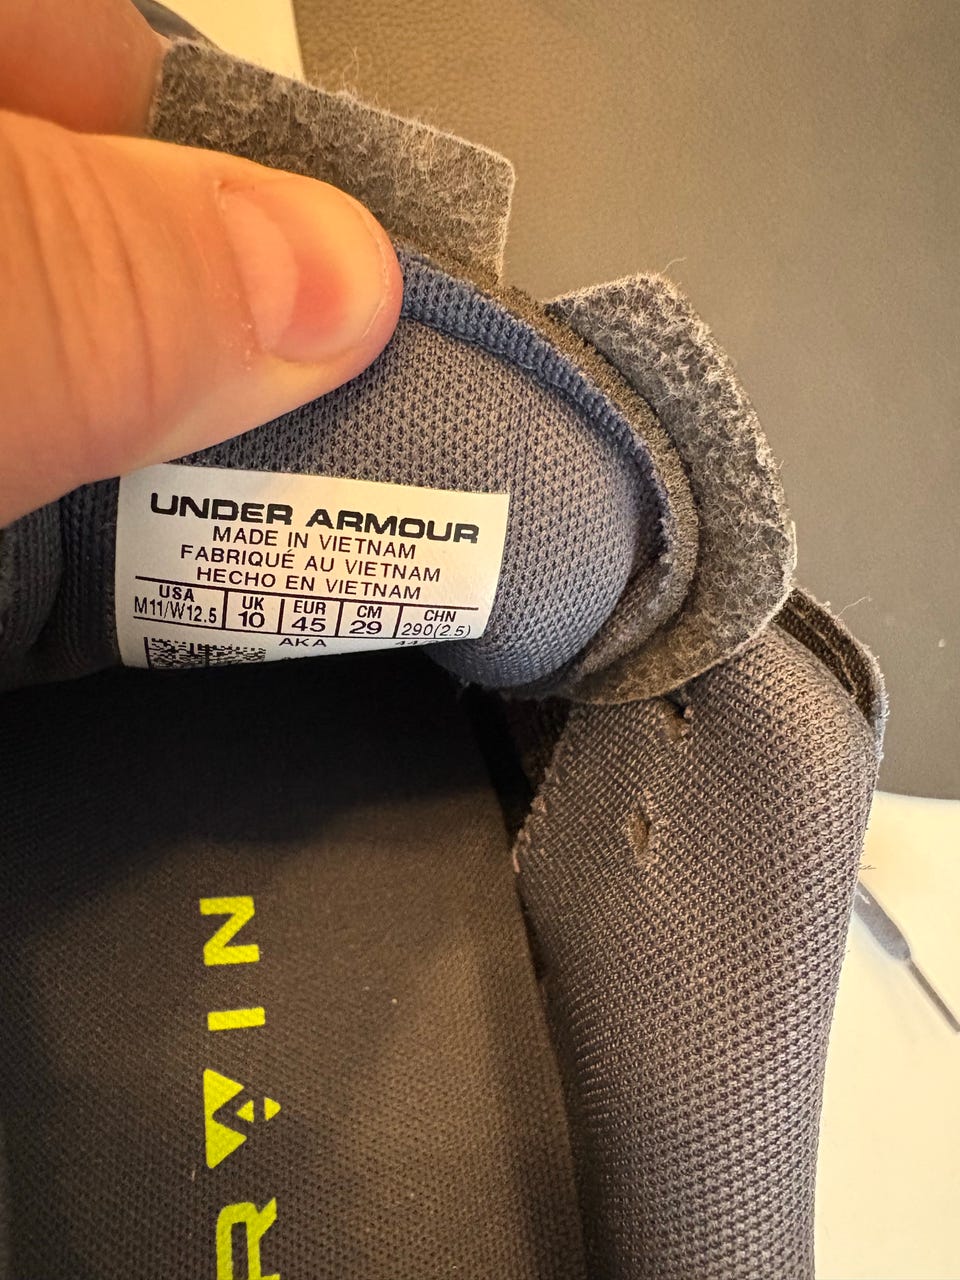 UNDER ARMOUR
MADE IN VIETNAM
FABRIQUÉ AU VIETNAM
HECHO EN VIETNAM
USA UK EUR CM CHN
M11/W12.5 10 45 29 290(2.5)
AKA
RWIN